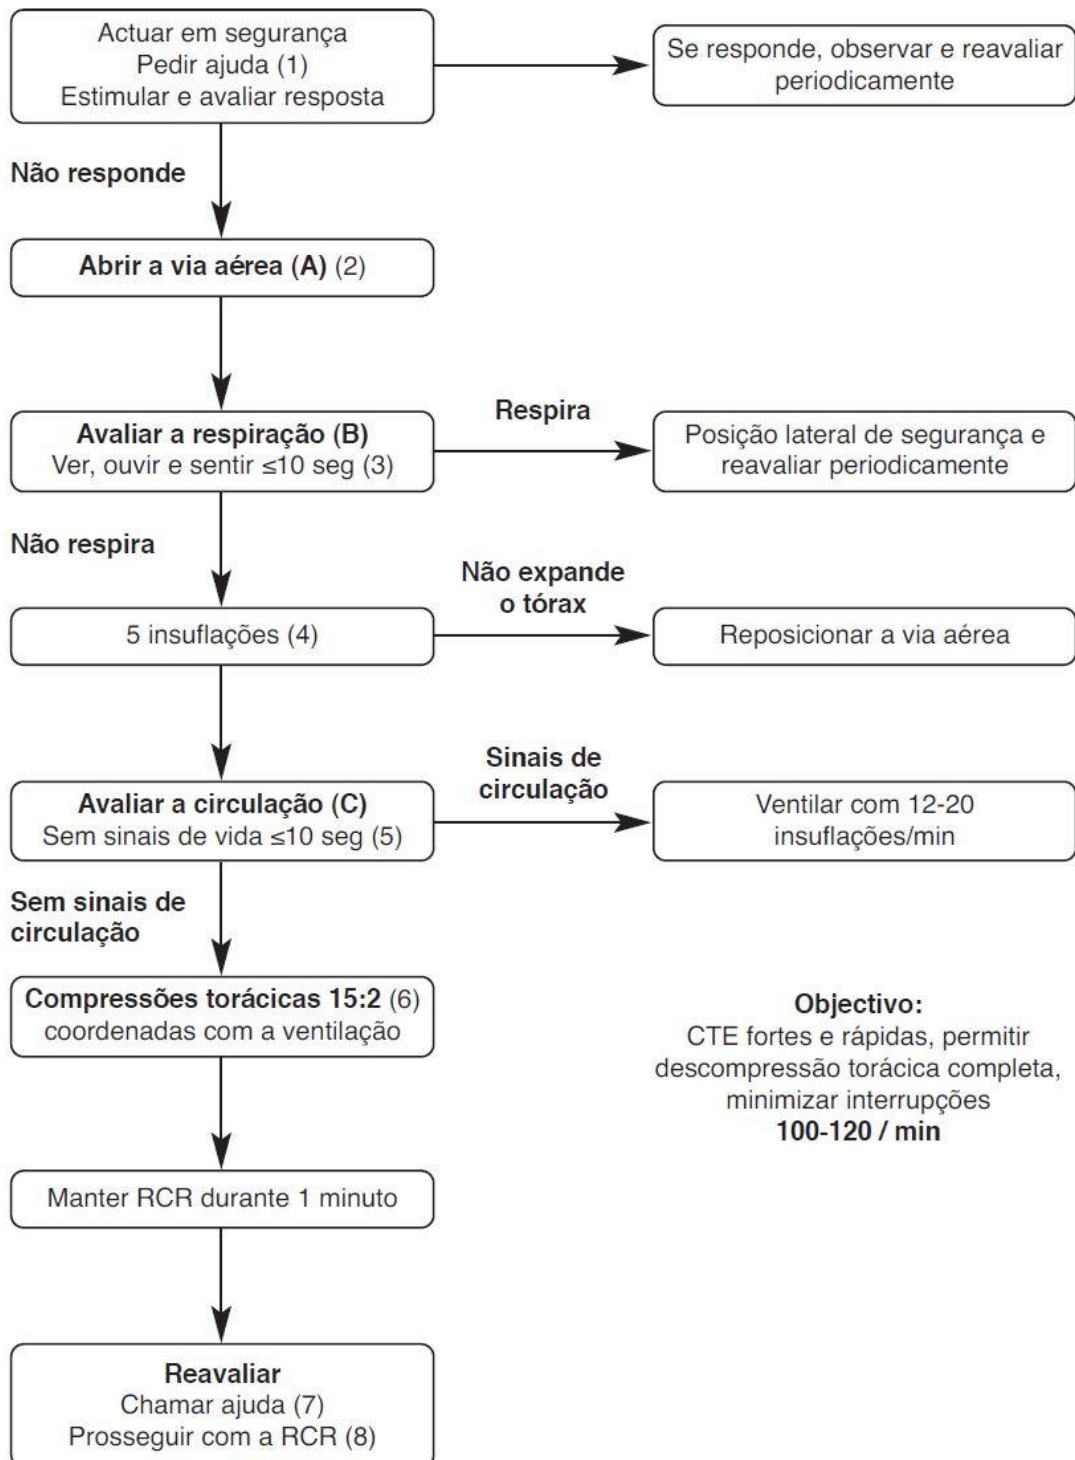 Actuar em segurança
Pedir ajuda (1)
Estimular e avaliar resposta
Se responde, observar e reavaliar
periodicamente
Não responde
Abrir a via aérea (A) (2)
Avaliar a respiração (B)
Ver, ouvir e sentir ≤10 seg (3)
Respira
Posição lateral de segurança e
reavaliar periodicamente
Não respira
5 insuflações (4)
Não expande
o tórax
Reposicionar a via aérea
Avaliar a circulação (C)
Sem sinais de vida ≤10 seg (5)
Sinais de
circulação
Ventilar com 12-20
insuflações/min
Sem sinais de
circulação
Compressões torácicas 15:2 (6)
coordenadas com a ventilação
Objectivo:
CTE fortes e rápidas, permitir
descompressão torácica completa,
minimizar interrupções
100-120 / min
Manter RCR durante 1 minuto
Reavaliar
Chamar ajuda (7)
Prosseguir com a RCR (8)